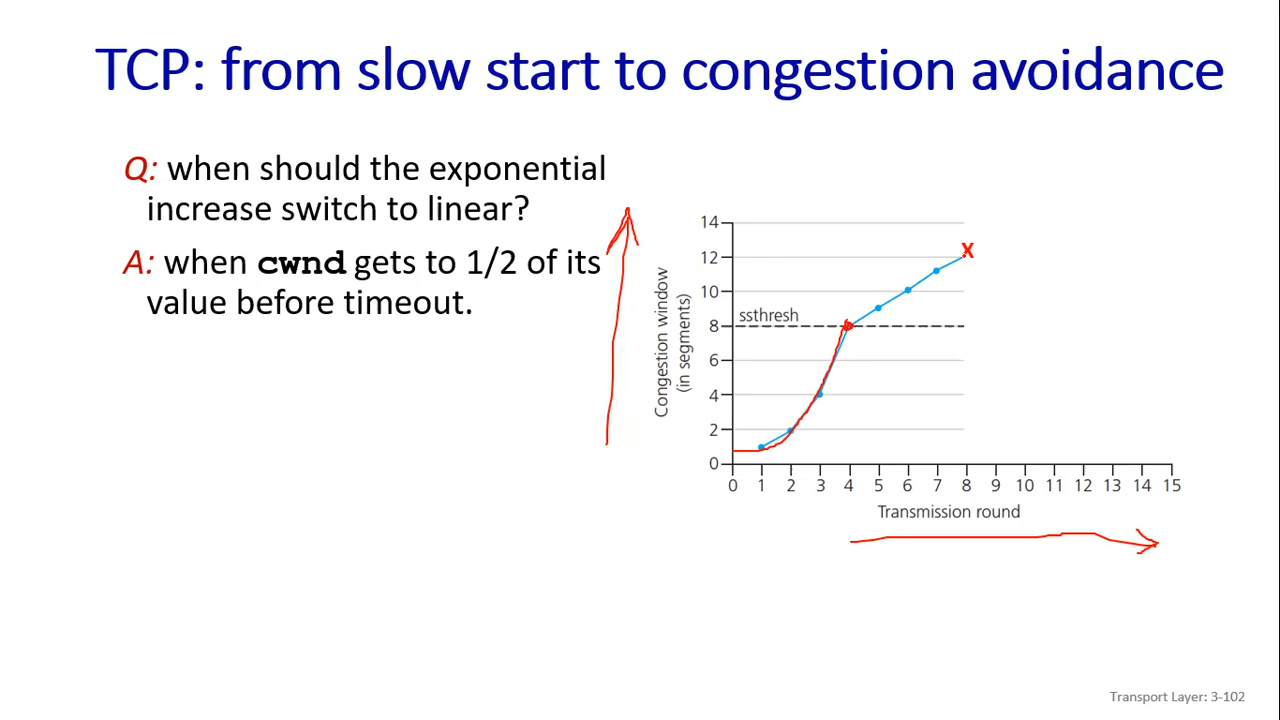 TCP: from slow start to congestion avoidance
Q: when should the exponential
increase switch to linear?
A: when cwnd gets to 1/2 of its
value before timeout.
14
12
10
8
6
4
2
0
Congestion window
(in segments)
ssthresh
X
0 1 2 3 4 5 6 7 8 9 10 11 12 13 14 15
Transmission round
Transport Layer: 3-102